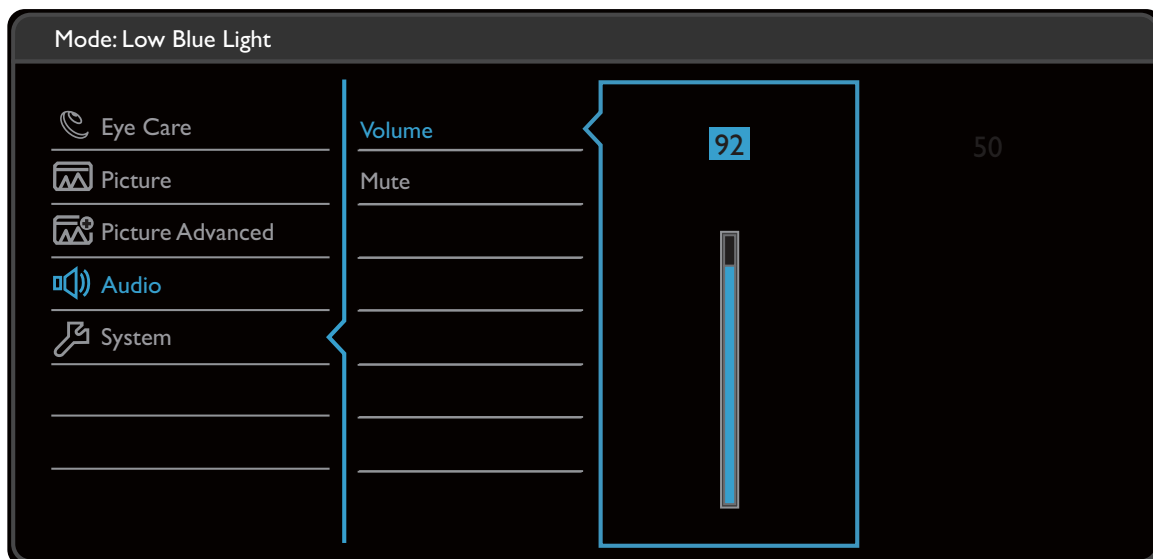 Mode: Low Blue Light
Eye Care
Picture
Picture Advanced
Audio
System
Volume
Mute
92
50